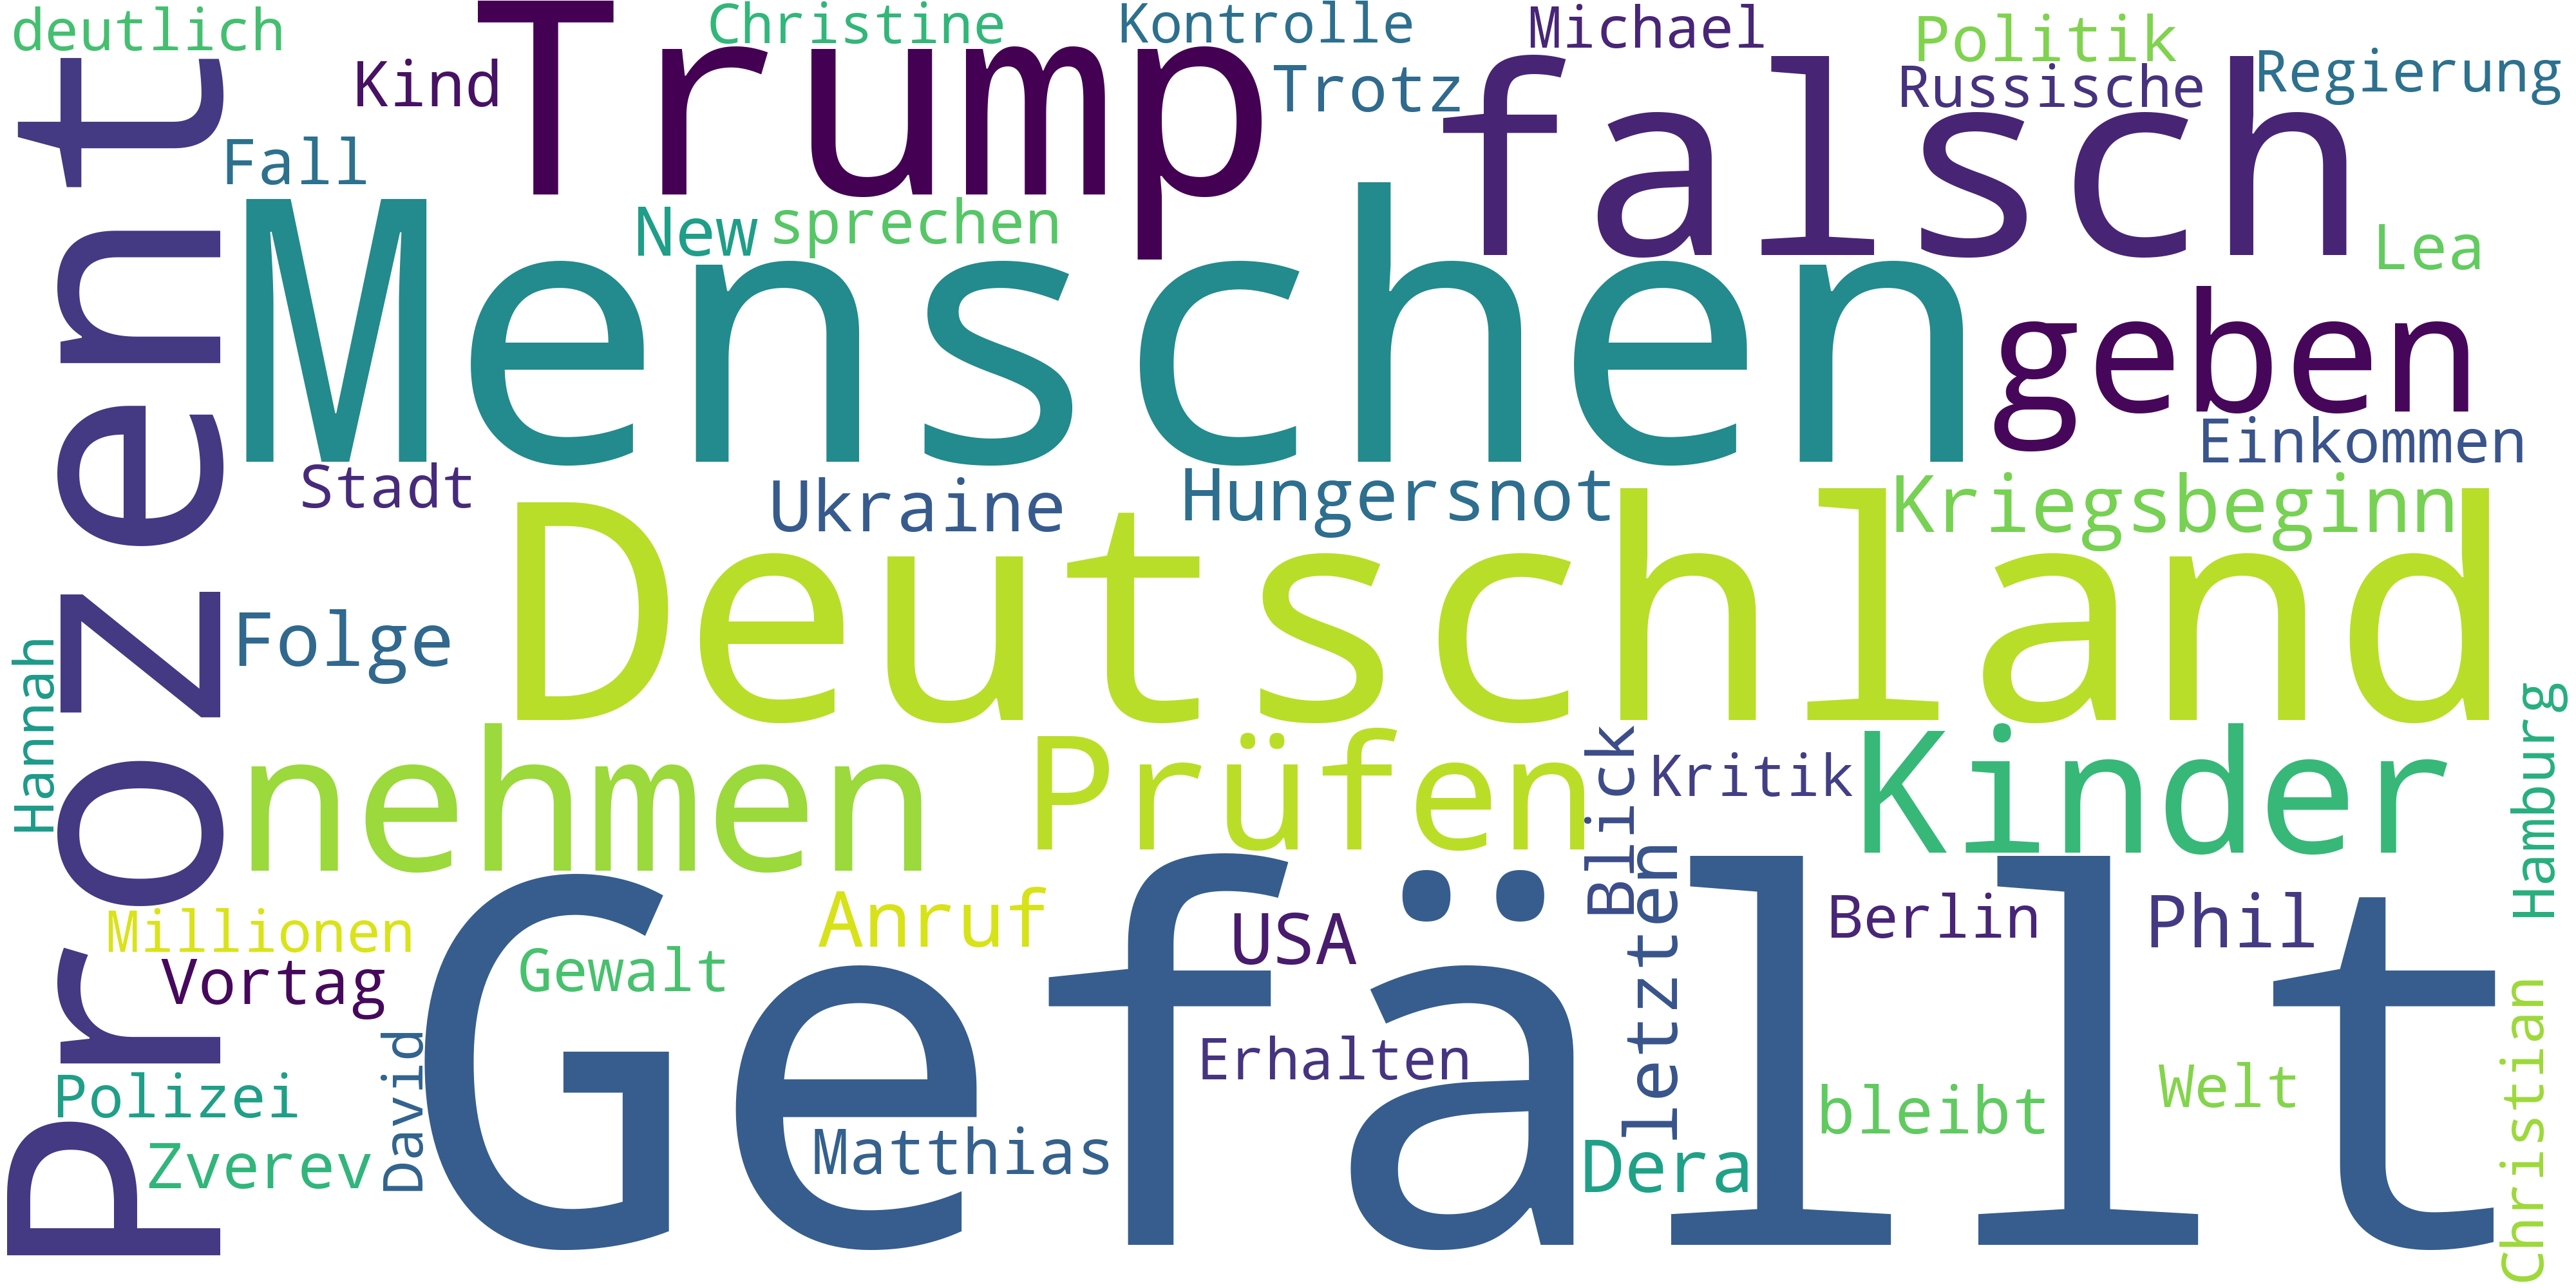 deutlich
Christine
Kontrolle
Michael
Politik
Regierung
Kind
Trump
Trotz
falsch
Russische
Fall
New
sprechen
Lea
Prozent
Menschen
geben
Einkommen
Stadt
Ukraine
Hungersnot
Kriegsbeginn
Deutschland
Folge
Hannah
nehmen
Prüfen
Blick
Kritik
Kinder
Hamburg
Millionen
Anruf
USA
letzten
Berlin
Phil
Vortag
Gewalt
Gefällt
Erhalten
Polizei
David
Zverev
Matthias
Dera
bleibt
Welt
Christian